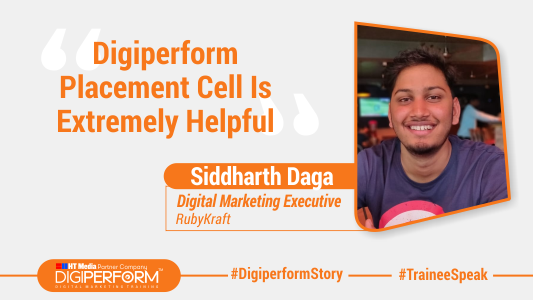 Digiperform
Placement Cell Is
Extremely Helpful
Siddharth Daga
Digital Marketing Executive
RubyKraft
HT Media Partner Company
DIGIPERFORM™
DIGITAL MARKETING TRAINING
#DigiperformStory
#TraineeSpeak